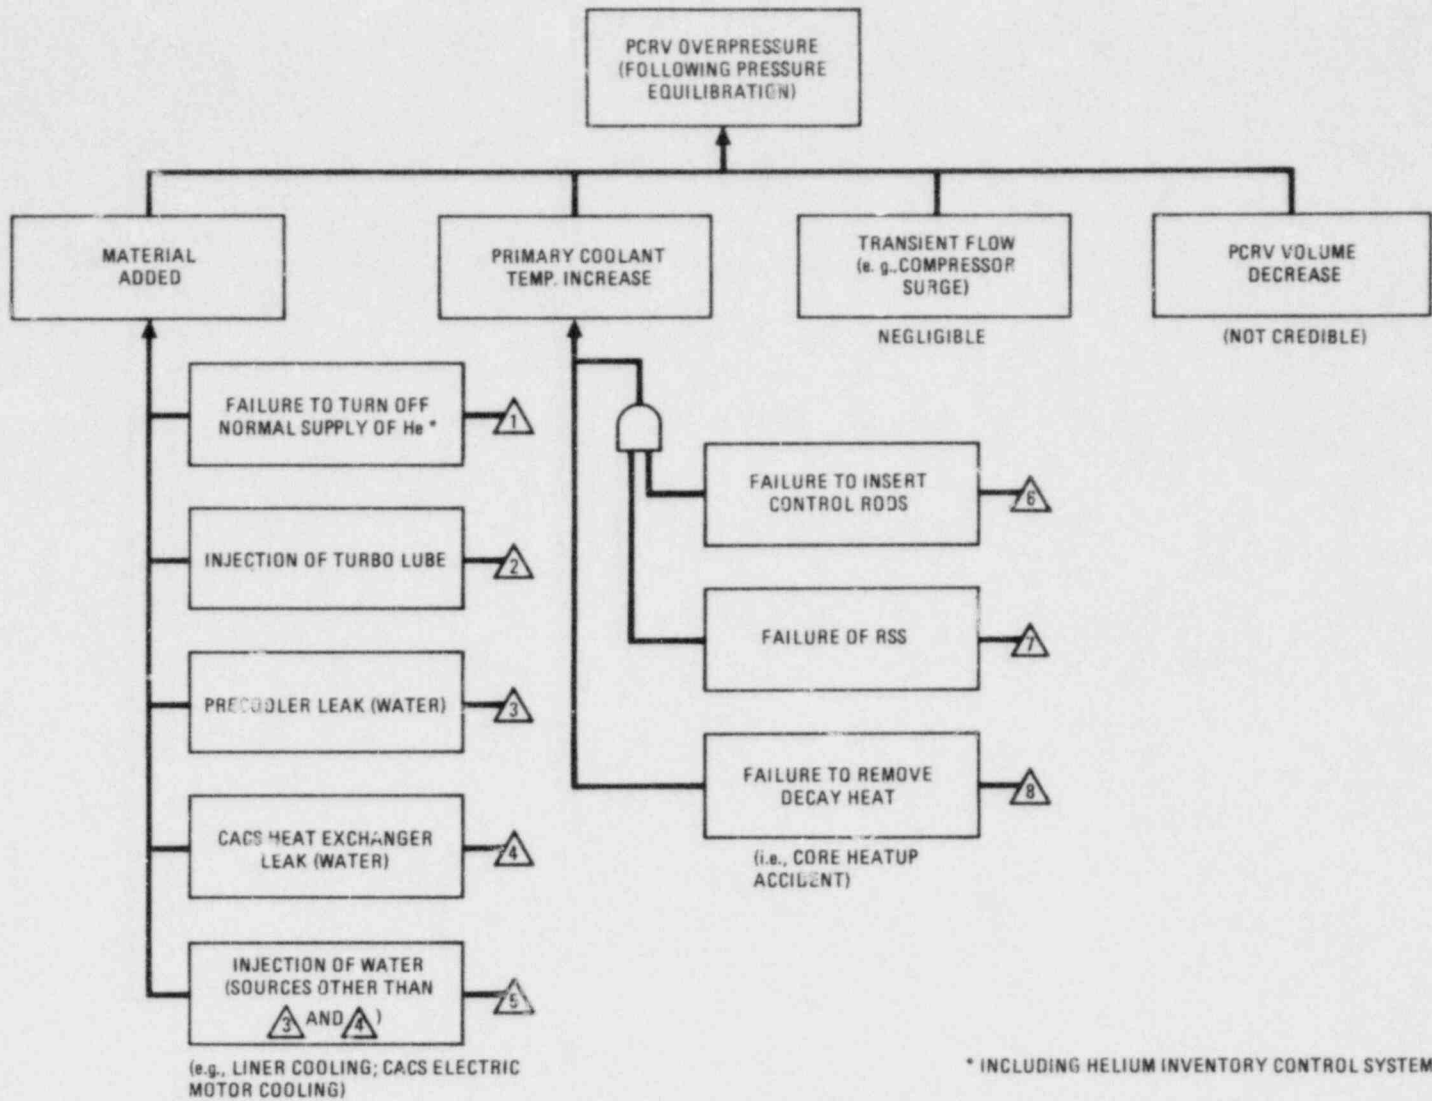 PCRV OVERPRESSURE
(FOLLOWING PRESSURE
EQUILIBRATION)
MATERIAL
ADDED
PRIMARY COOLANT
TEMP. INCREASE
TRANSIENT FLOW
(e. g., COMPRESSOR
SURGE)
NEGLIGIBLE
PCRV VOLUME
DECREASE
(NOT CREDIBLE)
FAILURE TO TURN OFF
NORMAL SUPPLY OF He *
1
INJECTION OF TURBO LUBE
2
PRECOOLER LEAK (WATER)
3
CACS HEAT EXCHANGER
LEAK (WATER)
4
INJECTION OF WATER
(SOURCES OTHER THAN
3 AND 4)
5
(e.g., LINER COOLING; CACS ELECTRIC
MOTOR COOLING)
FAILURE TO INSERT
CONTROL RODS
6
FAILURE OF RSS
7
FAILURE TO REMOVE
DECAY HEAT
8
(i.e., CORE HEATUP
ACCIDENT)
* INCLUDING HELIUM INVENTORY CONTROL SYSTEM